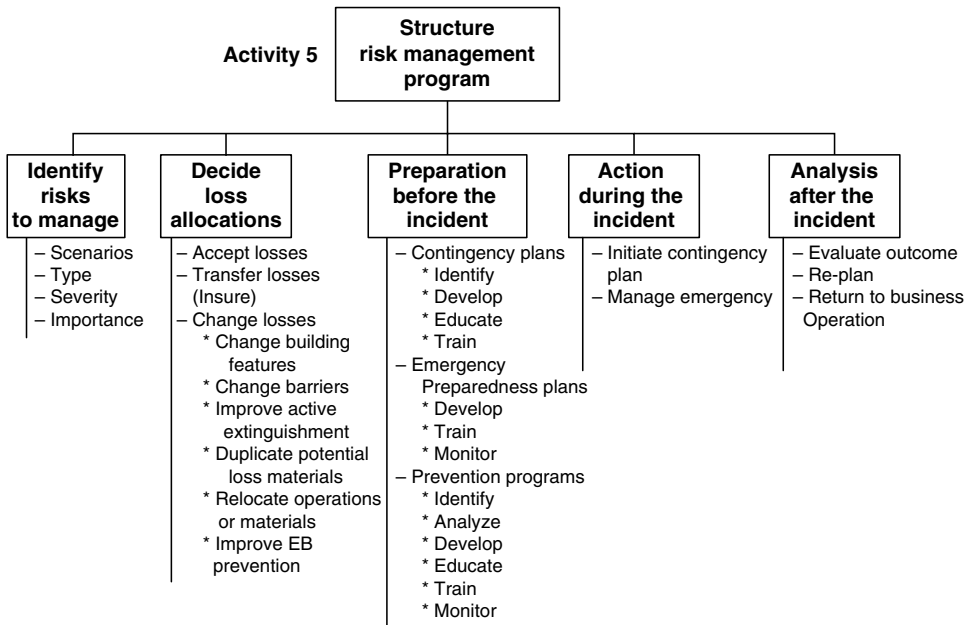 Activity 5
Structure
risk management
program
Identify
risks
to manage
– Scenarios
– Type
– Severity
– Importance
Decide
loss
allocations
– Accept losses
– Transfer losses
(Insure)
– Change losses
* Change building
features
* Change barriers
* Improve active
extinguishment
* Duplicate potential
loss materials
* Relocate operations
or materials
* Improve EB
prevention
Preparation
before the
incident
– Contingency plans
* Identify
* Develop
* Educate
* Train
– Emergency
Preparedness plans
* Develop
* Train
* Monitor
– Prevention programs
* Identify
* Analyze
* Develop
* Educate
* Train
* Monitor
Action
during the
incident
– Initiate contingency
plan
– Manage emergency
Analysis
after the
incident
– Evaluate outcome
– Re-plan
– Return to business
Operation